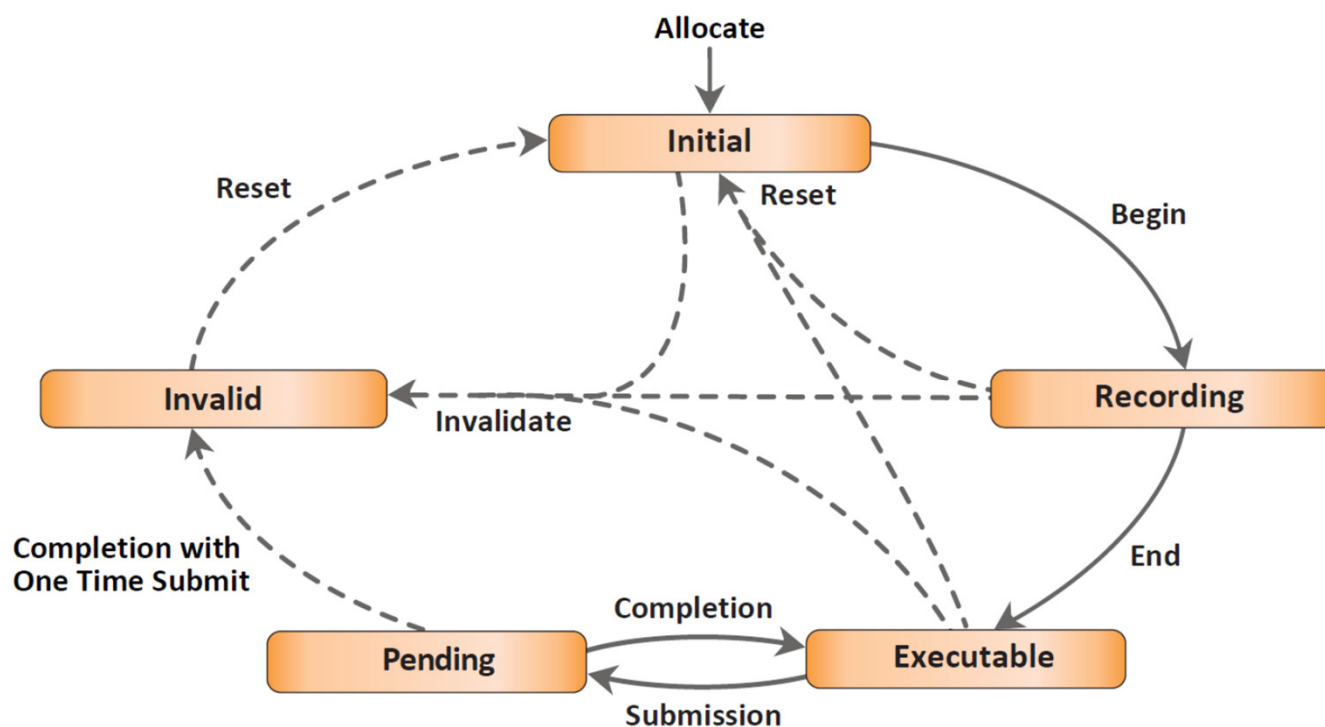 Allocate
Initial
Reset
Reset
Begin
Invalid
Recording
Invalidate
Completion with
One Time Submit
End
Completion
Pending
Executable
Submission